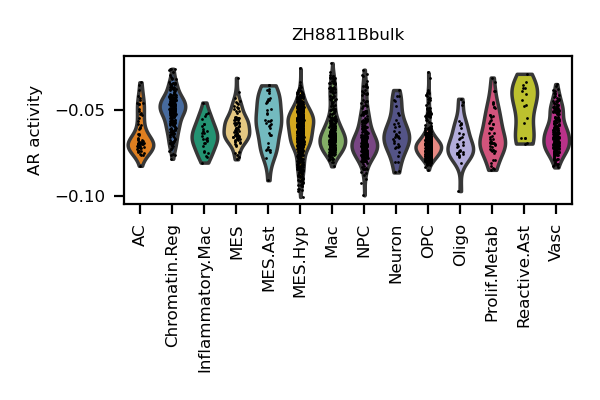 ZH8811Bbulk
AR activity
−0.05
−0.10
AC
Chromatin.Reg
Inflammatory.Mac
MES
MES.Ast
MES.Hyp
Mac
NPC
Neuron
OPC
Oligo
Prolif.Metab
Reactive.Ast
Vasc